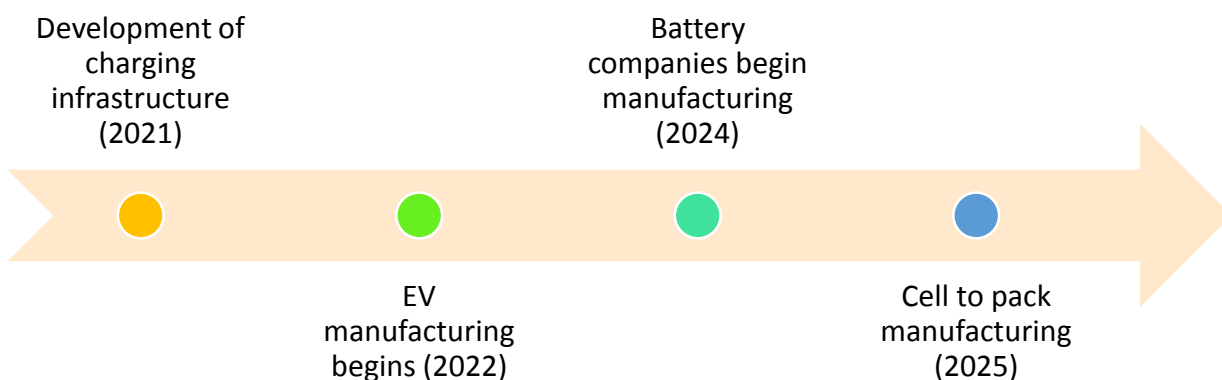 Development of
charging
infrastructure
(2021)
EV
manufacturing
begins (2022)
Battery
companies begin
manufacturing
(2024)
Cell to pack
manufacturing
(2025)